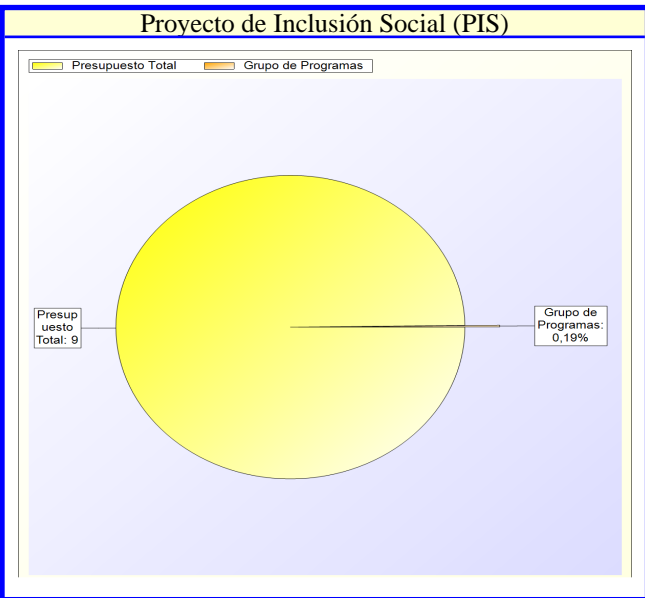 Proyecto de Inclusión Social (PIS)
Presupuesto Total
Grupo de Programas
Presup
uesto
Total: 9
Grupo de
Programas:
0,19%